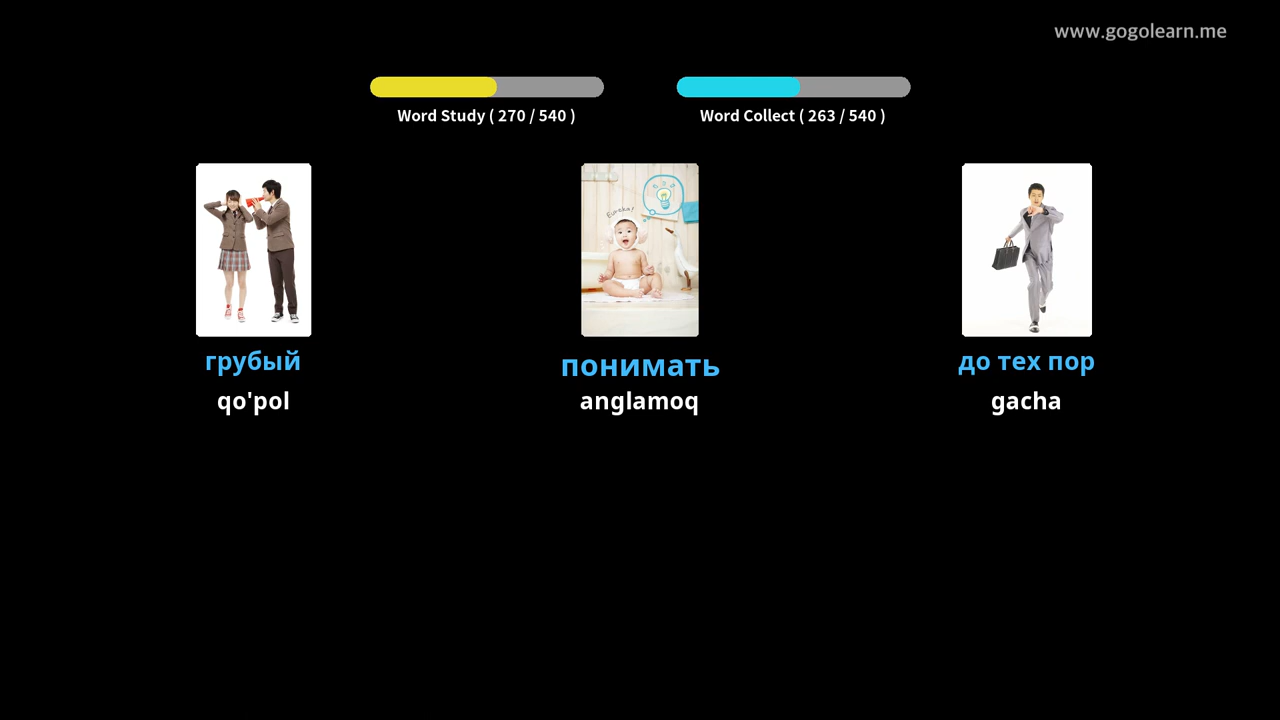 www.gogolearn.me
Word Study ( 270 / 540 )
Word Collect ( 263 / 540 )
Eureka!
грубый
понимать
до тех пор
qo'pol
anglamoq
gacha